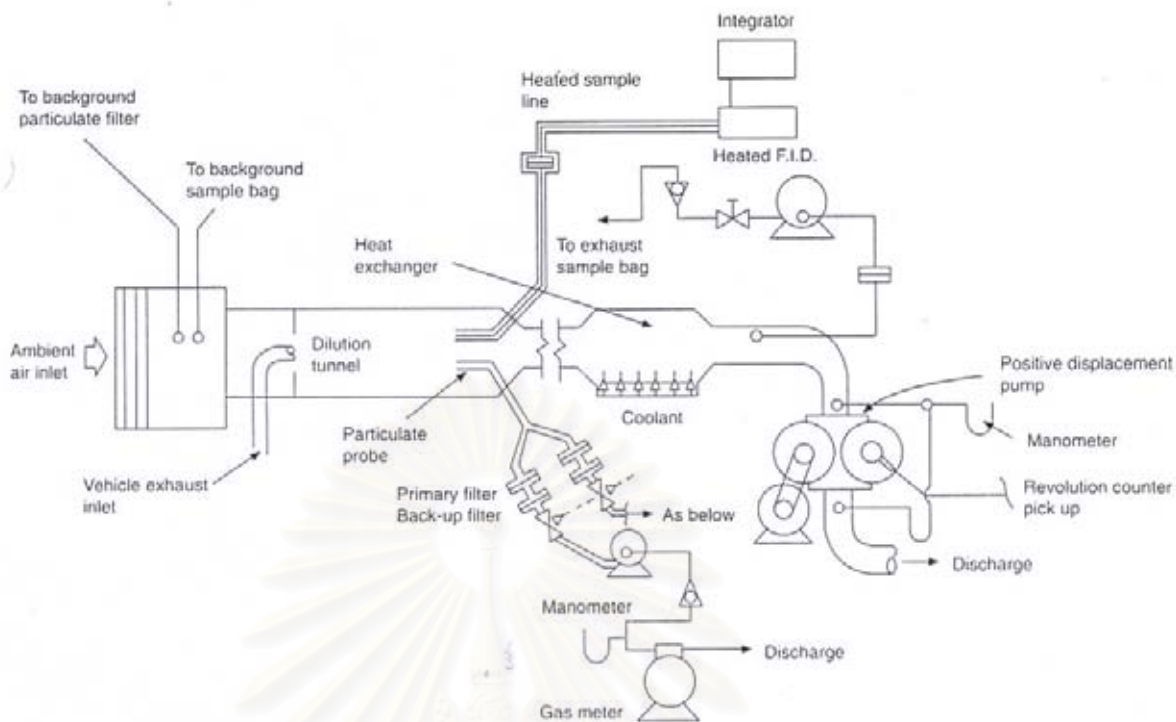 Integrator
Heated sample
line
To background
particulate filter
Heated F.I.D.
To background
sample bag
To exhaust
sample bag
Heat
exchanger
Ambient
air inlet
Dilution
tunnel
Positive displacement
pump
Coolant
Manometer
Particulate
probe
Vehicle exhaust
inlet
Primary filter
Back-up filter
As below
Revolution counter
pick up
Discharge
Manometer
Discharge
Gas meter